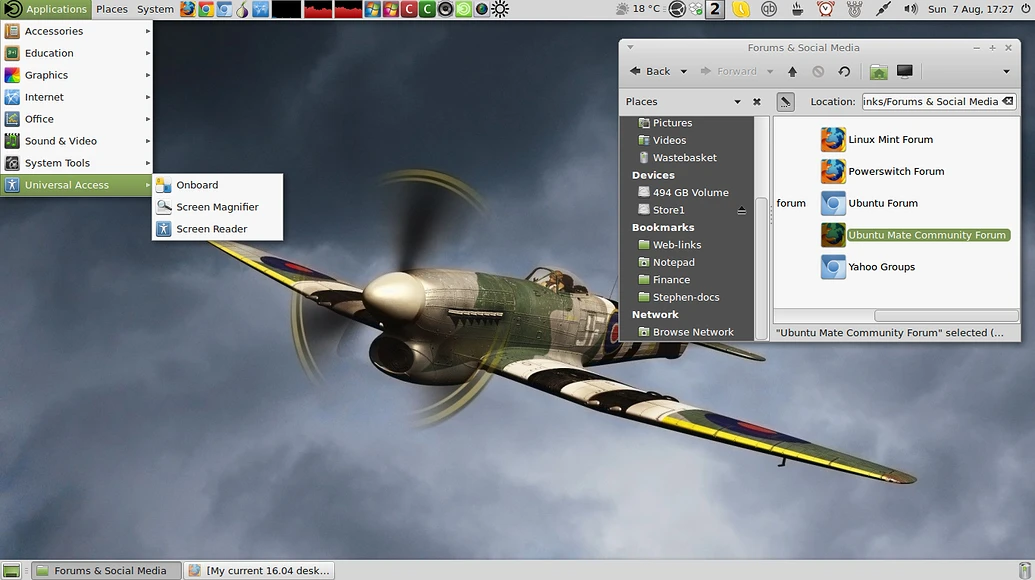 Applications Places System
18 °C
2
Sun 7 Aug, 17:27
Accessories
Education
Graphics
Internet
Office
Sound & Video
System Tools
Universal Access
Onboard
Screen Magnifier
Screen Reader
Forums & Social Media
Back
Forward
Places
Location:
inks/Forums & Social Media
Pictures
Videos
Wastebasket
Devices
494 GB Volume
Store1
Bookmarks
Web-links
Notepad
Finance
Stephen-docs
Network
Browse Network
Linux Mint Forum
Powerswitch Forum
forum
Ubuntu Forum
Ubuntu Mate Community Forum
Yahoo Groups
"Ubuntu Mate Community Forum" selected (...
Forums & Social Media
[My current 16.04 desk...